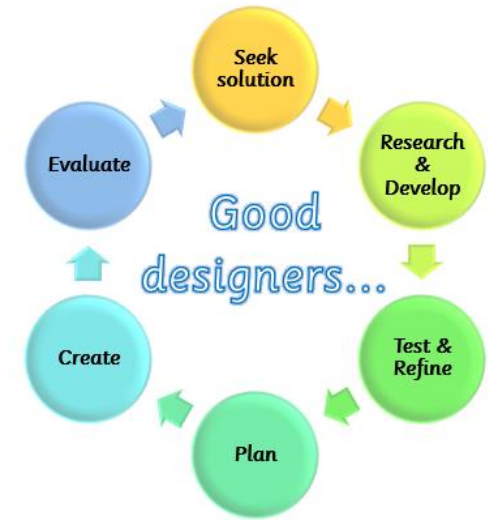 Good
designers...
Seek
solution
Research
&
Develop
Test &
Refine
Plan
Create
Evaluate